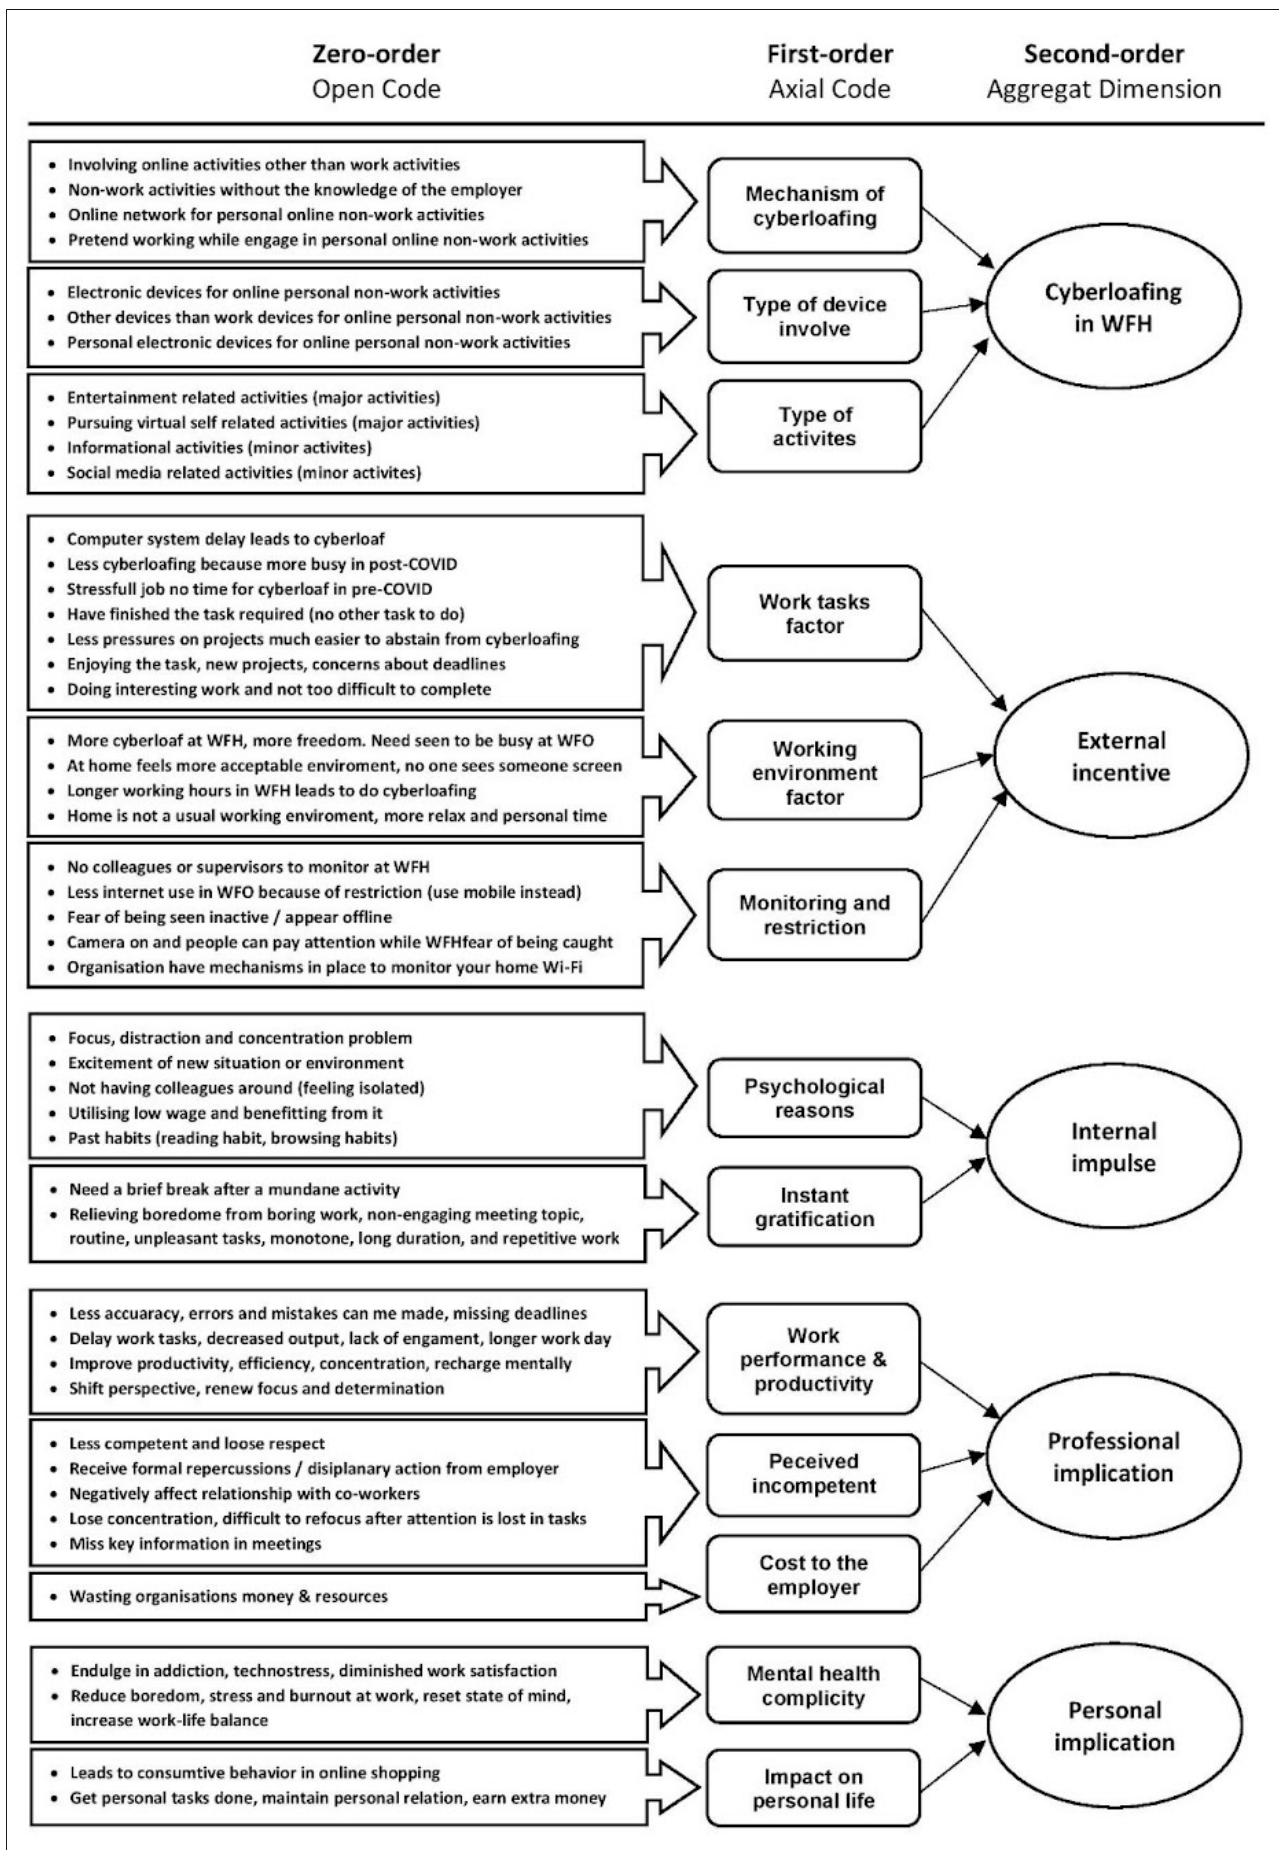 Zero-order
Open Code
First-order
Axial Code
Second-order
Aggregat Dimension
• Involving online activities other than work activities
• Non-work activities without the knowledge of the employer
• Online network for personal online non-work activities
• Pretend working while engage in personal online non-work activities
Mechanism of
cyberloafing
• Electronic devices for online personal non-work activities
• Other devices than work devices for online personal non-work activities
• Personal electronic devices for online personal non-work activities
Type of device
involve
• Entertainment related activities (major activities)
• Pursuing virtual self related activities (major activities)
• Informational activities (minor activites)
• Social media related activities (minor activites)
Type of
activites
Cyberloafing
in WFH
• Computer system delay leads to cyberloaf
• Less cyberloafing because more busy in post-COVID
• Stressfull job no time for cyberloaf in pre-COVID
• Have finished the task required (no other task to do)
• Less pressures on projects much easier to abstain from cyberloafing
• Enjoying the task, new projects, concerns about deadlines
• Doing interesting work and not too difficult to complete
Work tasks
factor
• More cyberloaf at WFH, more freedom. Need seen to be busy at WFO
• At home feels more acceptable enviroment, no one sees someone screen
• Longer working hours in WFH leads to do cyberloafing
• Home is not a usual working enviroment, more relax and personal time
Working
environment
factor
• No colleagues or supervisors to monitor at WFH
• Less internet use in WFO because of restriction (use mobile instead)
• Fear of being seen inactive / appear offline
• Camera on and people can pay attention while WFHfear of being caught
• Organisation have mechanisms in place to monitor your home Wi-Fi
Monitoring and
restriction
External
incentive
• Focus, distraction and concentration problem
• Excitement of new situation or environment
• Not having colleagues around (feeling isolated)
• Utilising low wage and benefitting from it
• Past habits (reading habit, browsing habits)
Psychological
reasons
• Need a brief break after a mundane activity
• Relieving boredome from boring work, non-engaging meeting topic,
routine, unpleasant tasks, monotone, long duration, and repetitive work
Instant
gratification
Internal
impulse
• Less accuaracy, errors and mistakes can me made, missing deadlines
• Delay work tasks, decreased output, lack of engament, longer work day
• Improve productivity, efficiency, concentration, recharge mentally
• Shift perspective, renew focus and determination
Work
performance &
productivity
• Less competent and loose respect
• Receive formal repercussions / disiplanary action from employer
• Negatively affect relationship with co-workers
• Lose concentration, difficult to refocus after attention is lost in tasks
• Miss key information in meetings
Perceived
incompetent
• Wasting organisations money & resources
Cost to the
employer
Professional
implication
• Endulge in addiction, technostress, diminished work satisfaction
• Reduce boredom, stress and burnout at work, reset state of mind,
increase work-life balance
Mental health
complicity
• Leads to consumtive behavior in online shopping
• Get personal tasks done, maintain personal relation, earn extra money
Impact on
personal life
Personal
implication